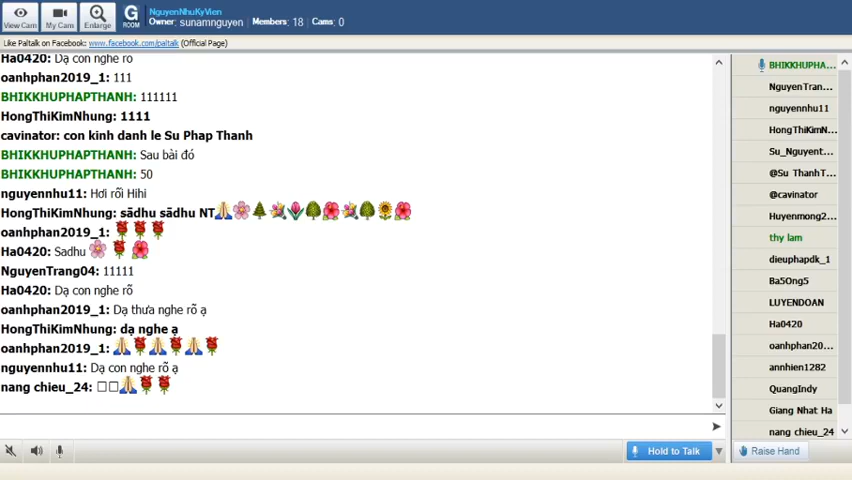 NguyenNhuKyVien
Owner: sunamnguyen Members: 18 Cams: 0
View Cam
My Cam
Enlarge
G
ROOM
Like Paltalk on Facebook: www.facebook.com/paltalk (Official Page)
Ha0420: Dạ con nghe rõ
oanhphan2019_1: 111
BHIKKHUPHAPTHANH: 111111
HongThiKimNhung: 1111
cavinator: con kinh danh le Su Phap Thanh
BHIKKHUPHAPTHANH: Sau bài đó
BHIKKHUPHAPTHANH: 50
nguyennhu11: Hơi rối Hihi
HongThiKimNhung: sādhu sādhu NT🙏🌸🌲💐🌷🌳🌺💐🌳🌻🌺
oanhphan2019_1: 🌹🌹🌹
Ha0420: Sadhu 🌸 🌹 🌺
NguyenTrang04: 11111
Ha0420: Dạ con nghe rõ
oanhphan2019_1: Dạ thưa nghe rõ ạ
HongThiKimNhung: dạ nghe ạ
oanhphan2019_1: 🙏🌹🙏🌹🙏🌹
nguyennhu11: Dạ con nghe rõ ạ
nang chieu_24: 🙏🌹🌹
Hold to Talk
BHIKKHUPHA...
NguyenTran...
nguyennhu11
HongThiKimN...
Su_Nguyent...
@Su ThanhT...
@cavinator
Huyenmong2...
thy lam
dieuphapdk_1
Ba5Ong5
LUYENDOAN
Ha0420
oanhphan20...
annhien1282
QuangIndy
Giang Nhat Ha
nang chieu_24
Raise Hand